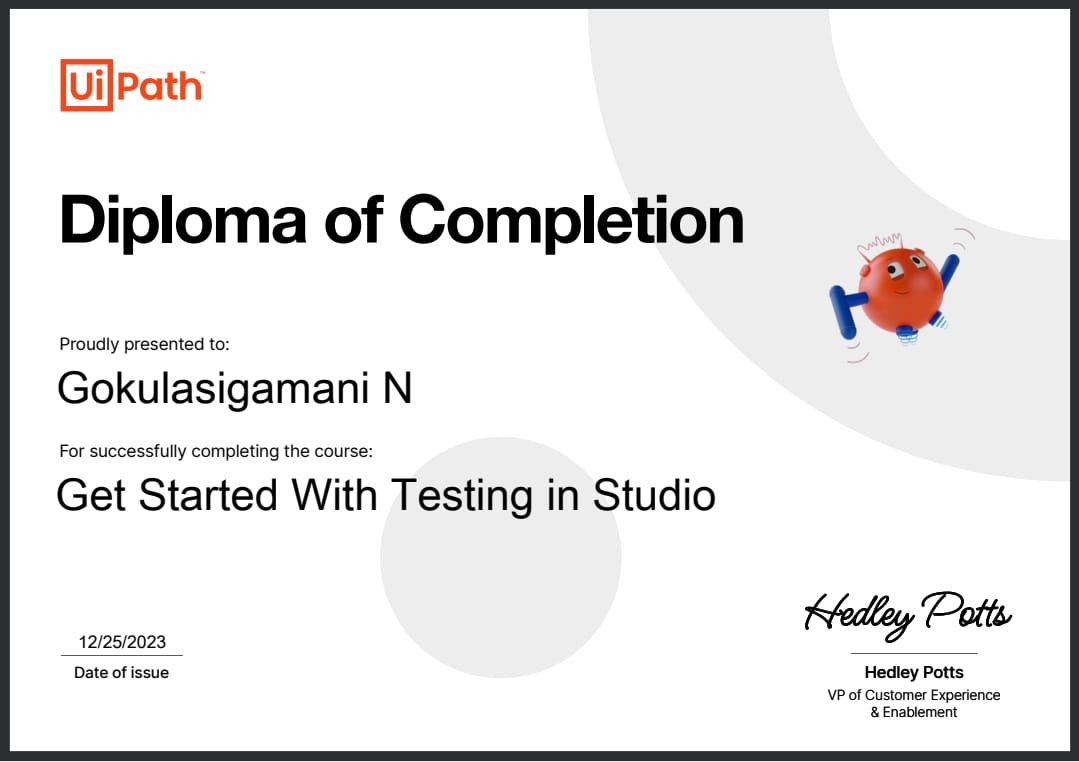 UiPath™
Diploma of Completion
Proudly presented to:
Gokulasigamani N
For successfully completing the course:
Get Started With Testing in Studio
12/25/2023
Date of issue
Hedley Potts
Hedley Potts
VP of Customer Experience
& Enablement